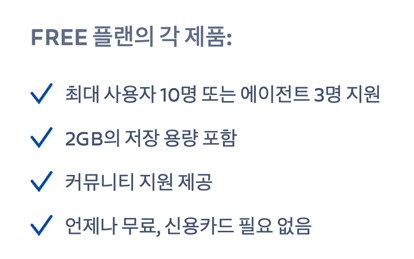 FREE 플랜의 각 제품:
최대 사용자 10명 또는 에이전트 3명 지원
2GB의 저장 용량 포함
커뮤니티 지원 제공
언제나 무료, 신용카드 필요 없음